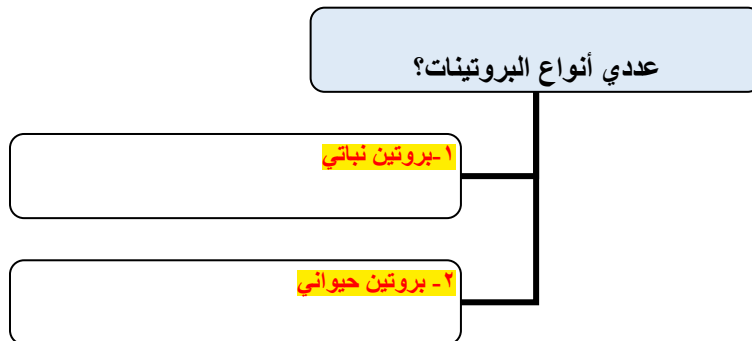 عددي أنواع البروتينات؟
١-بروتين نباتي
٢- بروتين حيواني